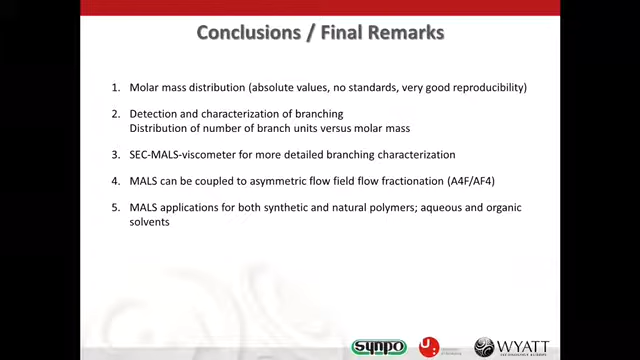 Conclusions / Final Remarks
1. Molar mass distribution (absolute values, no standards, very good reproducibility)
2. Detection and characterization of branching
Distribution of number of branch units versus molar mass
3. SEC-MALS-viscometer for more detailed branching characterization
4. MALS can be coupled to asymmetric flow field flow fractionation (A4F/AF4)
5. MALS applications for both synthetic and natural polymers; aqueous and organic
solvents
synpo
WYATT